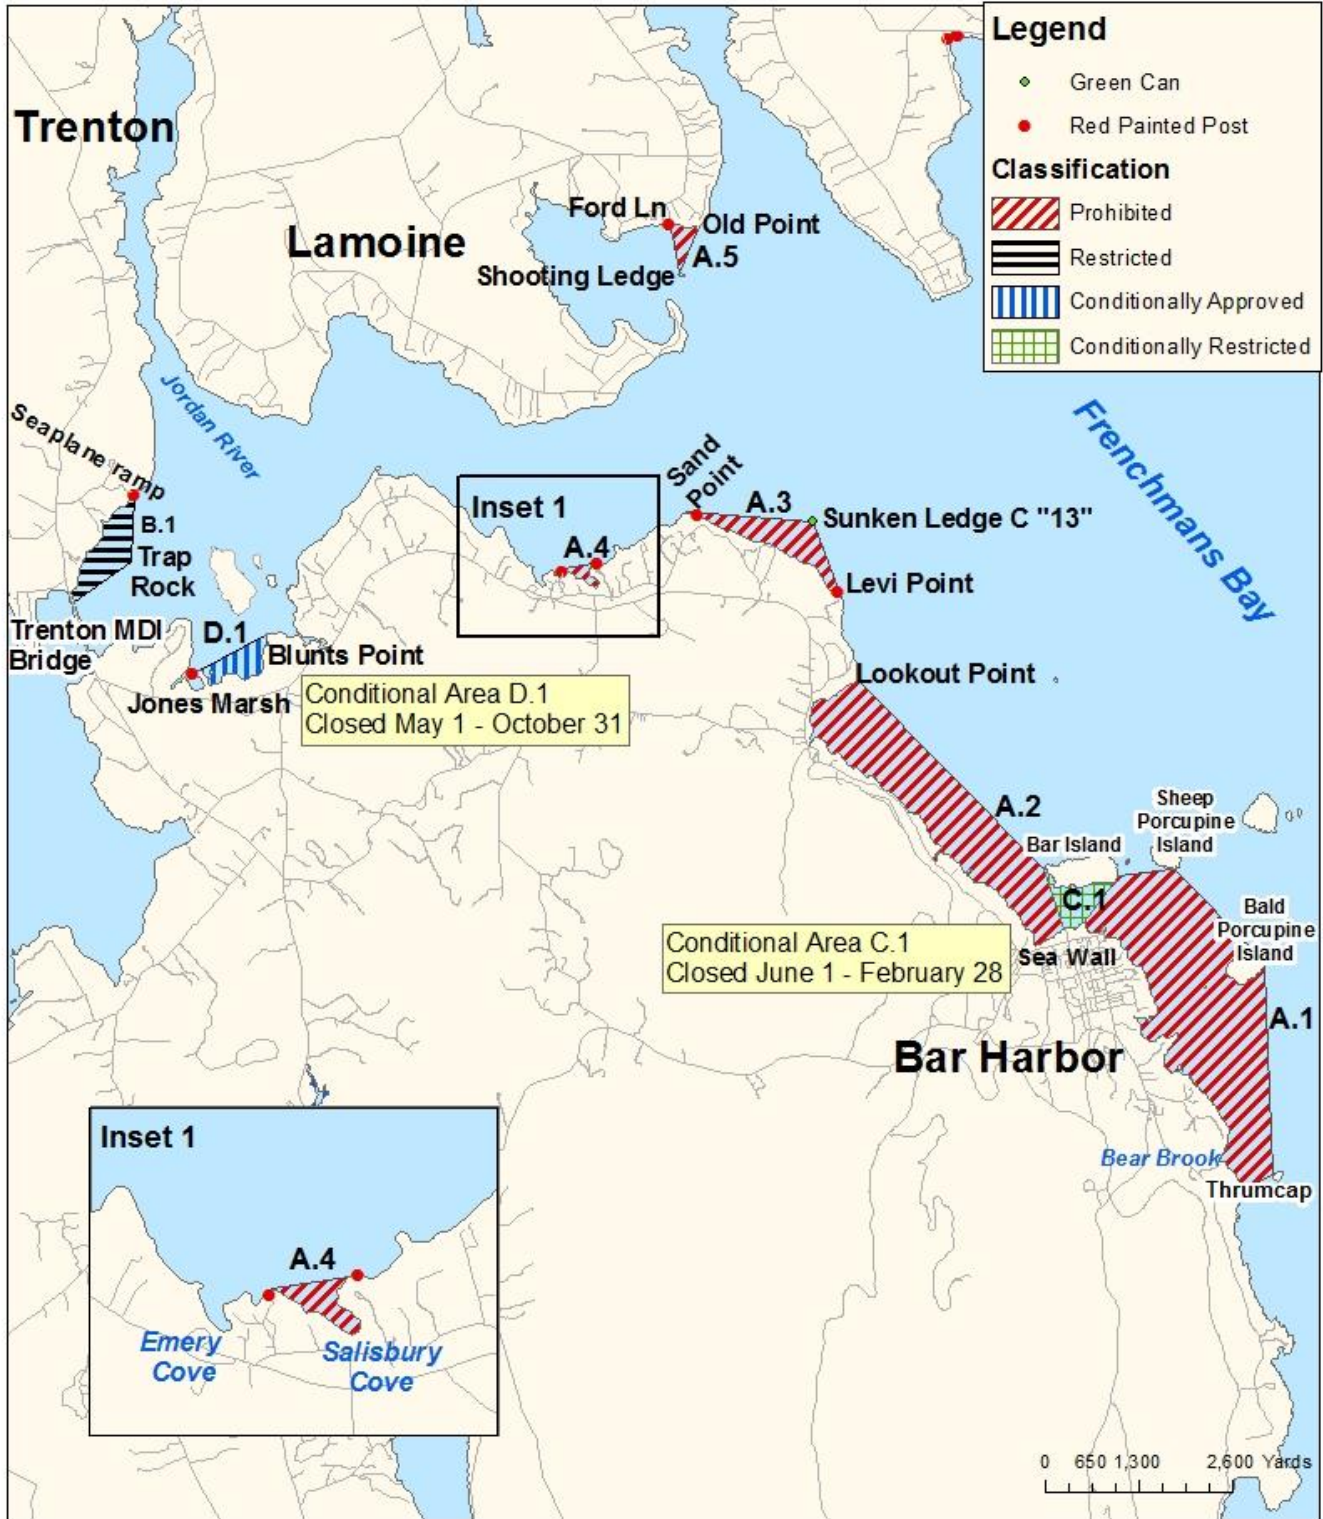 Legend
Green Can
Red Painted Post
Classification
Prohibited
Restricted
Conditionally Approved
Conditionally Restricted
Trenton
Lamoine
Ford Ln
Old Point
A.5
Shooting Ledge
Jordan River
Frenchmans Bay
Seaplane ramp
B.1
Trap
Rock
Trenton MDI
Bridge
D.1
Blunts Point
Jones Marsh
Conditional Area D.1
Closed May 1 - October 31
Inset 1
A.4
Sand
Point
A.3
Sunken Ledge C "13"
Levi Point
Lookout Point
A.2
Sheep
Porcupine
Island
Bar Island
C.1
Bald
Porcupine
Island
Conditional Area C.1
Closed June 1 - February 28
Sea Wall
A.1
Bar Harbor
Bear Brook
Thrumcap
Inset 1
A.4
Emery
Cove
Salisbury
Cove
0 650 1,300 2,600 Yards